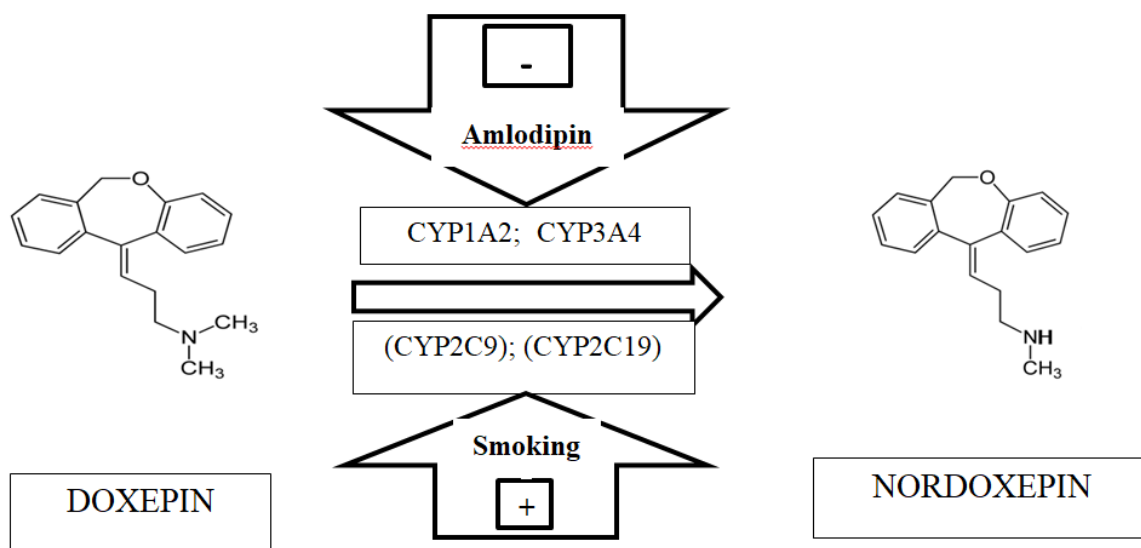 -
Amlodipin
O
O
CYP1A2; CYP3A4
(CYP2C9); (CYP2C19)
N
CH3
CH3
NH
CH3
Smoking
+
DOXEPIN
NORDOXEPIN